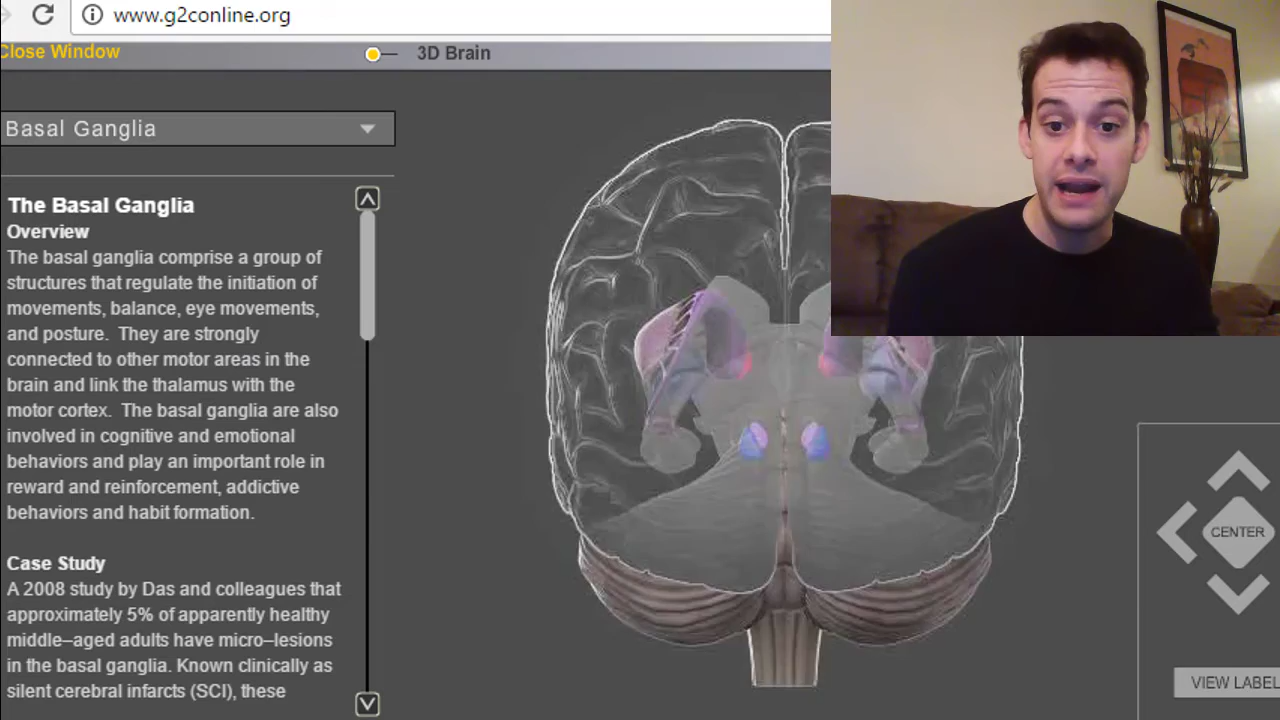 www.g2conline.org
Close Window
3D Brain
Basal Ganglia
The Basal Ganglia
Overview
The basal ganglia comprise a group of
structures that regulate the initiation of
movements, balance, eye movements,
and posture. They are strongly
connected to other motor areas in the
brain and link the thalamus with the
motor cortex. The basal ganglia are also
involved in cognitive and emotional
behaviors and play an important role in
reward and reinforcement, addictive
behaviors and habit formation.
Case Study
A 2008 study by Das and colleagues that
approximately 5% of apparently healthy
middle–aged adults have micro–lesions
in the basal ganglia. Known clinically as
silent cerebral infarcts (SCI), these
CENTER
VIEW LABEL